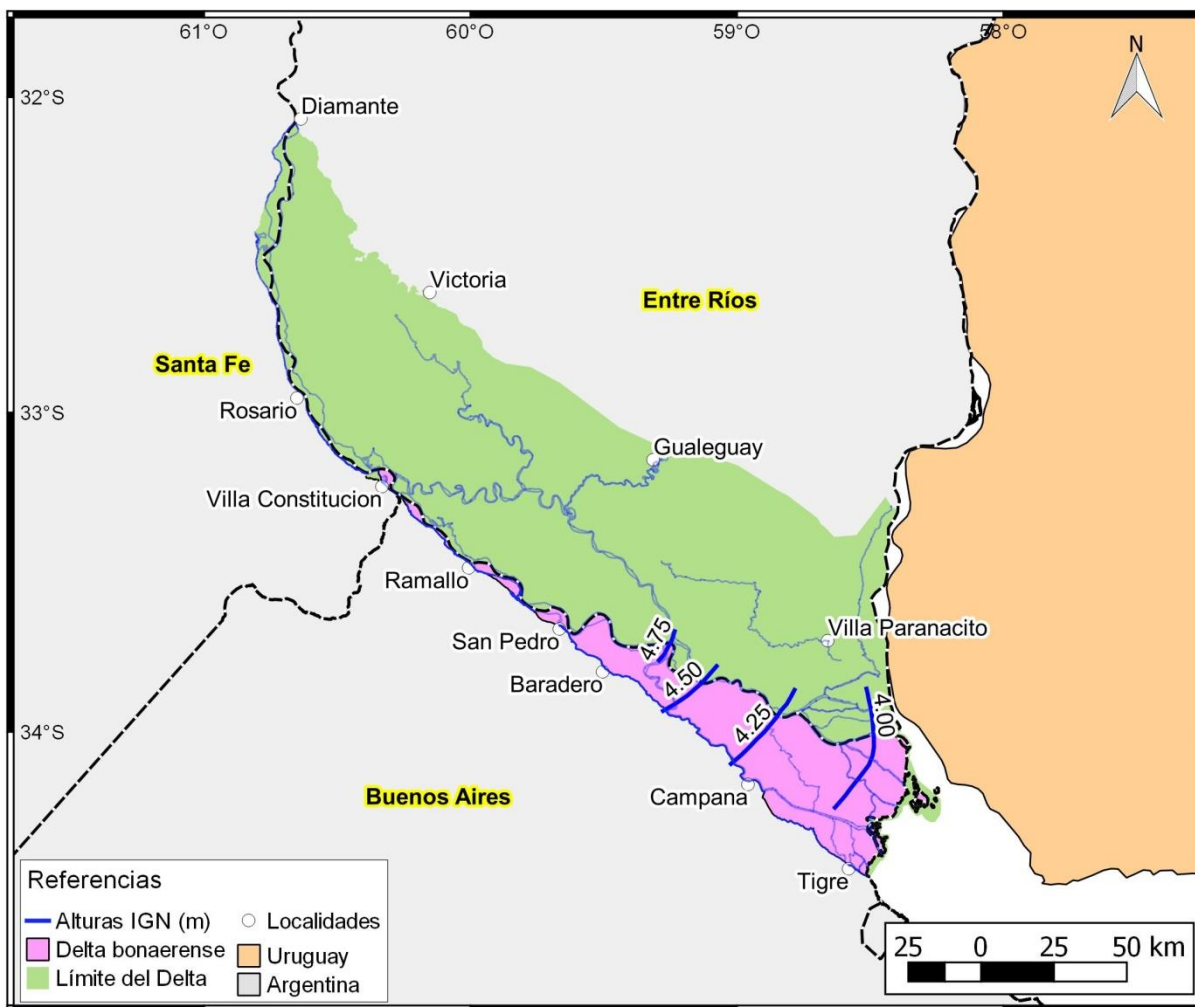 61°O
60°O
59°O
58°O
N
32°S
Diamante
Victoria
Entre Ríos
Santa Fe
33°S
Rosario
Gualeguay
Villa Constitucion
Ramallo
Villa Paranacito
San Pedro
4.75
4.50
Baradero
4.25
4.00
34°S
Campana
Buenos Aires
Tigre
Referencias
Alturas IGN (m)
Localidades
Delta bonaerense
Uruguay
Límite del Delta
Argentina
25 0 25 50 km